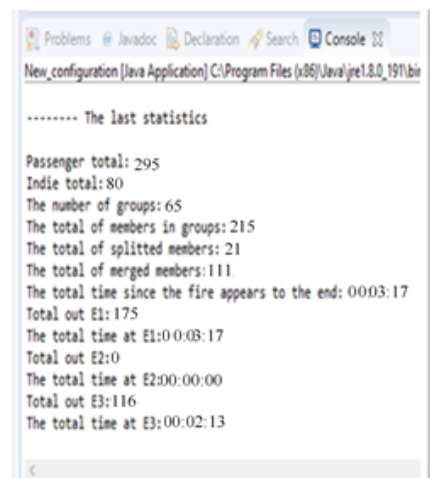 Problems Javadoc Declaration Search Console
New_configuration [Java Application] C:\Program Files (x86)\Java\jre1.8.0_191\bin
-------- The last statistics
Passenger total: 295
Indie total: 80
The number of groups: 65
The total of members in groups: 215
The total of splitted members: 21
The total of merged members:111
The total time since the fire appears to the end: 00:03:17
Total out E1: 175
The total time at E1:00:03:17
Total out E2:0
The total time at E2:00:00:00
Total out E3:116
The total time at E3:00:02:13